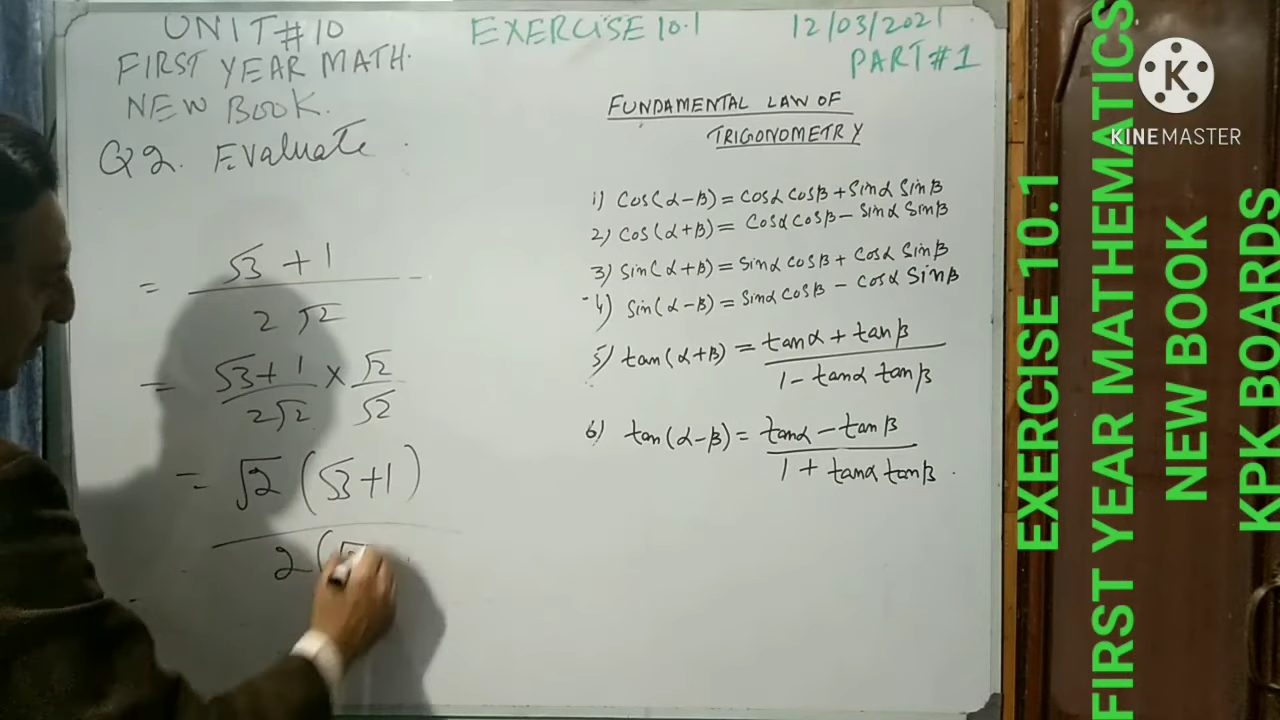 UNIT#10
FIRST YEAR MATH.
NEW BOOK.
Q2. Evaluate.
= √3 + 1
2 √2
= √3+1 / 2√2 × √2 / √2
= √2 (√3+1)
2(√
EXERCISE 10.1
12/03/2021
PART#1
FUNDAMENTAL LAW OF
TRIGONOMETRY
1) Cos(α-β) = Cosα Cosβ + Sinα Sinβ
2) Cos(α+β) = Cosα Cosβ - Sinα Sinβ
3) Sin(α+β) = Sinα Cosβ + Cosα Sinβ
4) Sin(α-β) = Sinα Cosβ - Cosα Sinβ
5) tan(α+β) = tanα + tanβ
1 - tanα tanβ
6) tan(α-β) = tanα - tanβ
1 + tanα tanβ.
K
KINEMASTER
EXERCISE 10.1
FIRST YEAR MATHEMATICS
NEW BOOK
KPK BOARDS